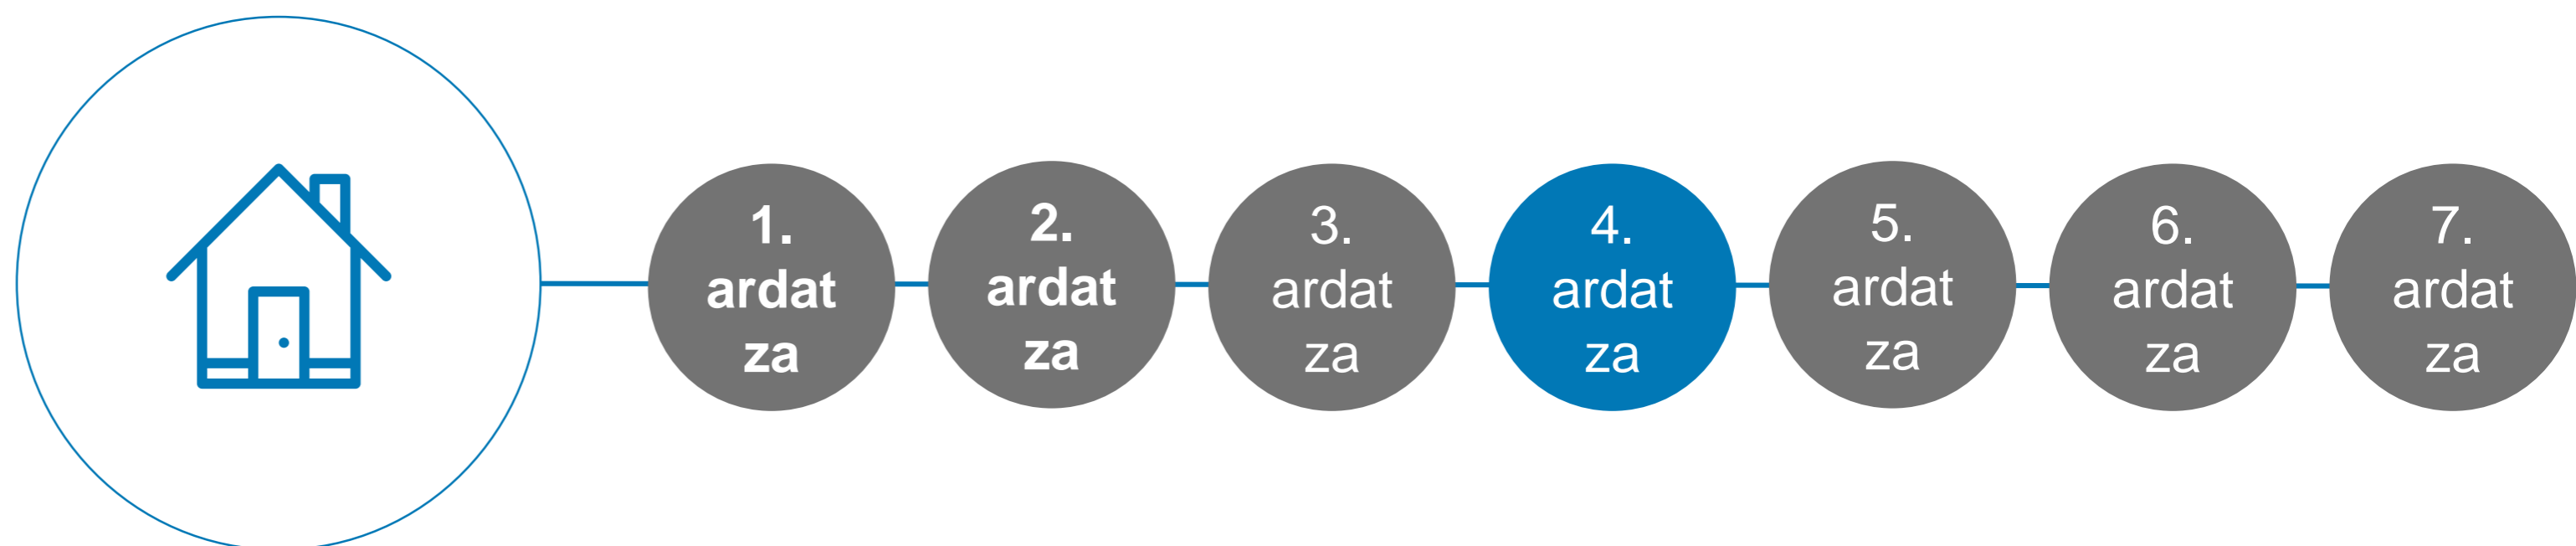 1.
ardat
za
2.
ardat
za
3.
ardat
za
4.
ardat
za
5.
ardat
za
6.
ardat
za
7.
ardat
za